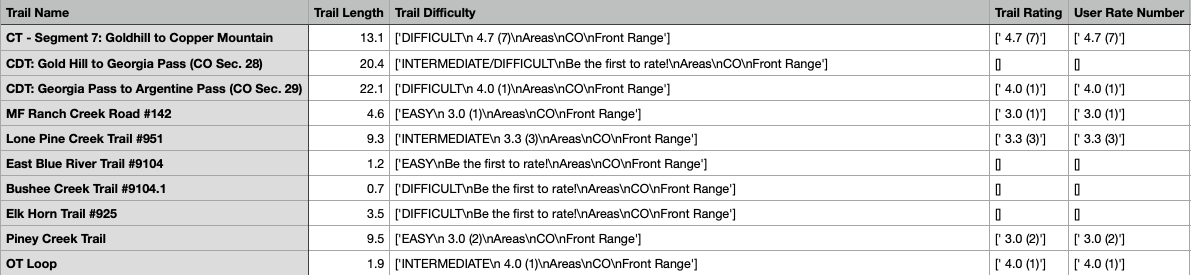 Trail Name Trail Length Trail Difficulty Trail Rating User Rate Number
CT - Segment 7: Goldhill to Copper Mountain 13.1 ['DIFFICULT\n 4.7 (7)\nAreas\nCO\nFront Range'] [' 4.7 (7)'] [' 4.7 (7)']
CDT: Gold Hill to Georgia Pass (CO Sec. 28) 20.4 ['INTERMEDIATE/DIFFICULT\nBe the first to rate!\nAreas\nCO\nFront Range'] [] []
CDT: Georgia Pass to Argentine Pass (CO Sec. 29) 22.1 ['DIFFICULT\n 4.0 (1)\nAreas\nCO\nFront Range'] [' 4.0 (1)'] [' 4.0 (1)']
MF Ranch Creek Road #142 4.6 ['EASY\n 3.0 (1)\nAreas\nCO\nFront Range'] [' 3.0 (1)'] [' 3.0 (1)']
Lone Pine Creek Trail #951 9.3 ['INTERMEDIATE\n 3.3 (3)\nAreas\nCO\nFront Range'] [' 3.3 (3)'] [' 3.3 (3)']
East Blue River Trail #9104 1.2 ['EASY\nBe the first to rate!\nAreas\nCO\nFront Range'] [] []
Bushee Creek Trail #9104.1 0.7 ['DIFFICULT\nBe the first to rate!\nAreas\nCO\nFront Range'] [] []
Elk Horn Trail #925 3.5 ['DIFFICULT\nBe the first to rate!\nAreas\nCO\nFront Range'] [] []
Piney Creek Trail 9.5 ['EASY\n 3.0 (2)\nAreas\nCO\nFront Range'] [' 3.0 (2)'] [' 3.0 (2)']
OT Loop 1.9 ['INTERMEDIATE\n 4.0 (1)\nAreas\nCO\nFront Range'] [' 4.0 (1)'] [' 4.0 (1)']